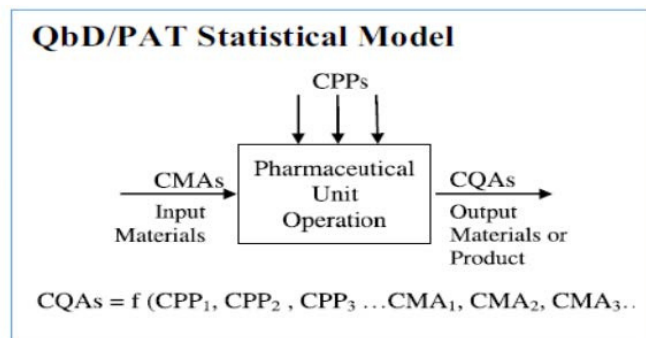 QbD/PAT Statistical Model
CPPs
CMAs
Input
Materials
Pharmaceutical
Unit
Operation
CQAs
Output
Materials or
Product
CQAs = f (CPP₁, CPP₂ , CPP₃ …CMA₁, CMA₂, CMA₃..